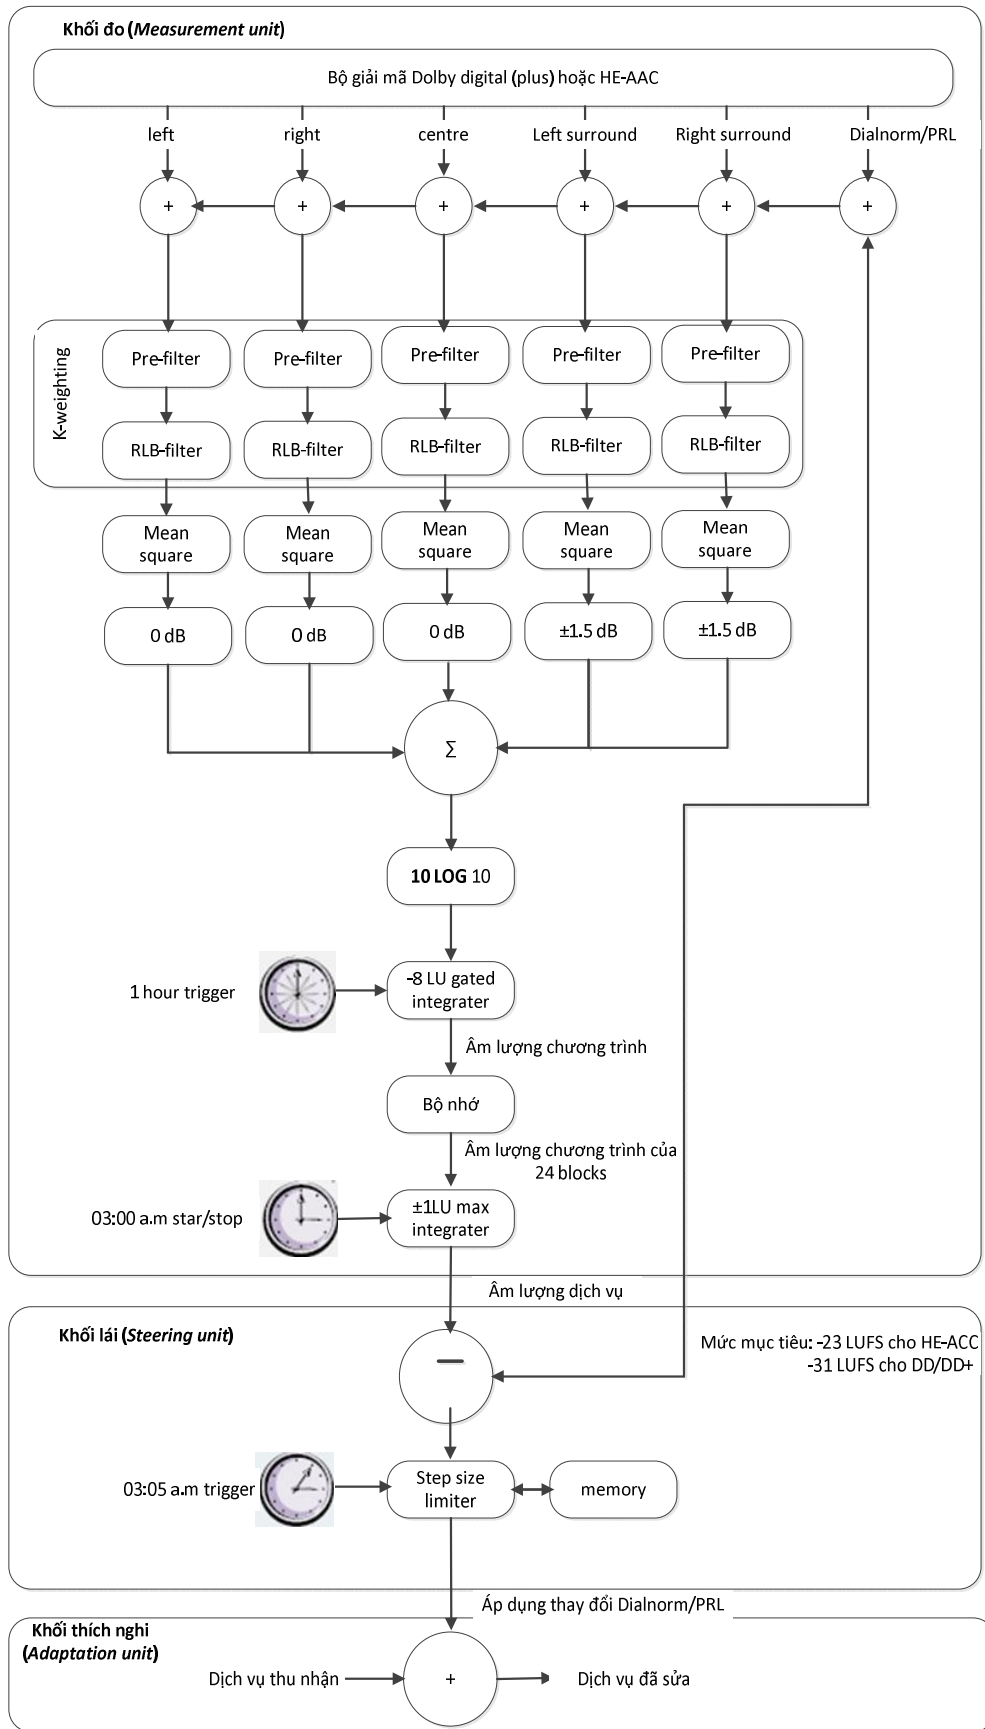 Khối đo (Measurement unit)
Bộ giải mã Dolby digital (plus) hoặc HE-AAC
left
right
centre
Left surround
Right surround
Dialnorm/PRL
+
+
+
+
+
+
K-weighting
Pre-filter
Pre-filter
Pre-filter
Pre-filter
Pre-filter
RLB-filter
RLB-filter
RLB-filter
RLB-filter
RLB-filter
Mean
square
Mean
square
Mean
square
Mean
square
Mean
square
0 dB
0 dB
0 dB
±1.5 dB
±1.5 dB
Σ
10 LOG 10
1 hour trigger
-8 LU gated
integrater
Âm lượng chương trình
Bộ nhớ
Âm lượng chương trình của
24 blocks
03:00 a.m star/stop
±1LU max
integrater
Âm lượng dịch vụ
Khối lái (Steering unit)
Mức mục tiêu: -23 LUFS cho HE-ACC
-31 LUFS cho DD/DD+
—
03:05 a.m trigger
Step size
limiter
memory
Áp dụng thay đổi Dialnorm/PRL
Khối thích nghi
(Adaptation unit)
Dịch vụ thu nhận
+
Dịch vụ đã sửa